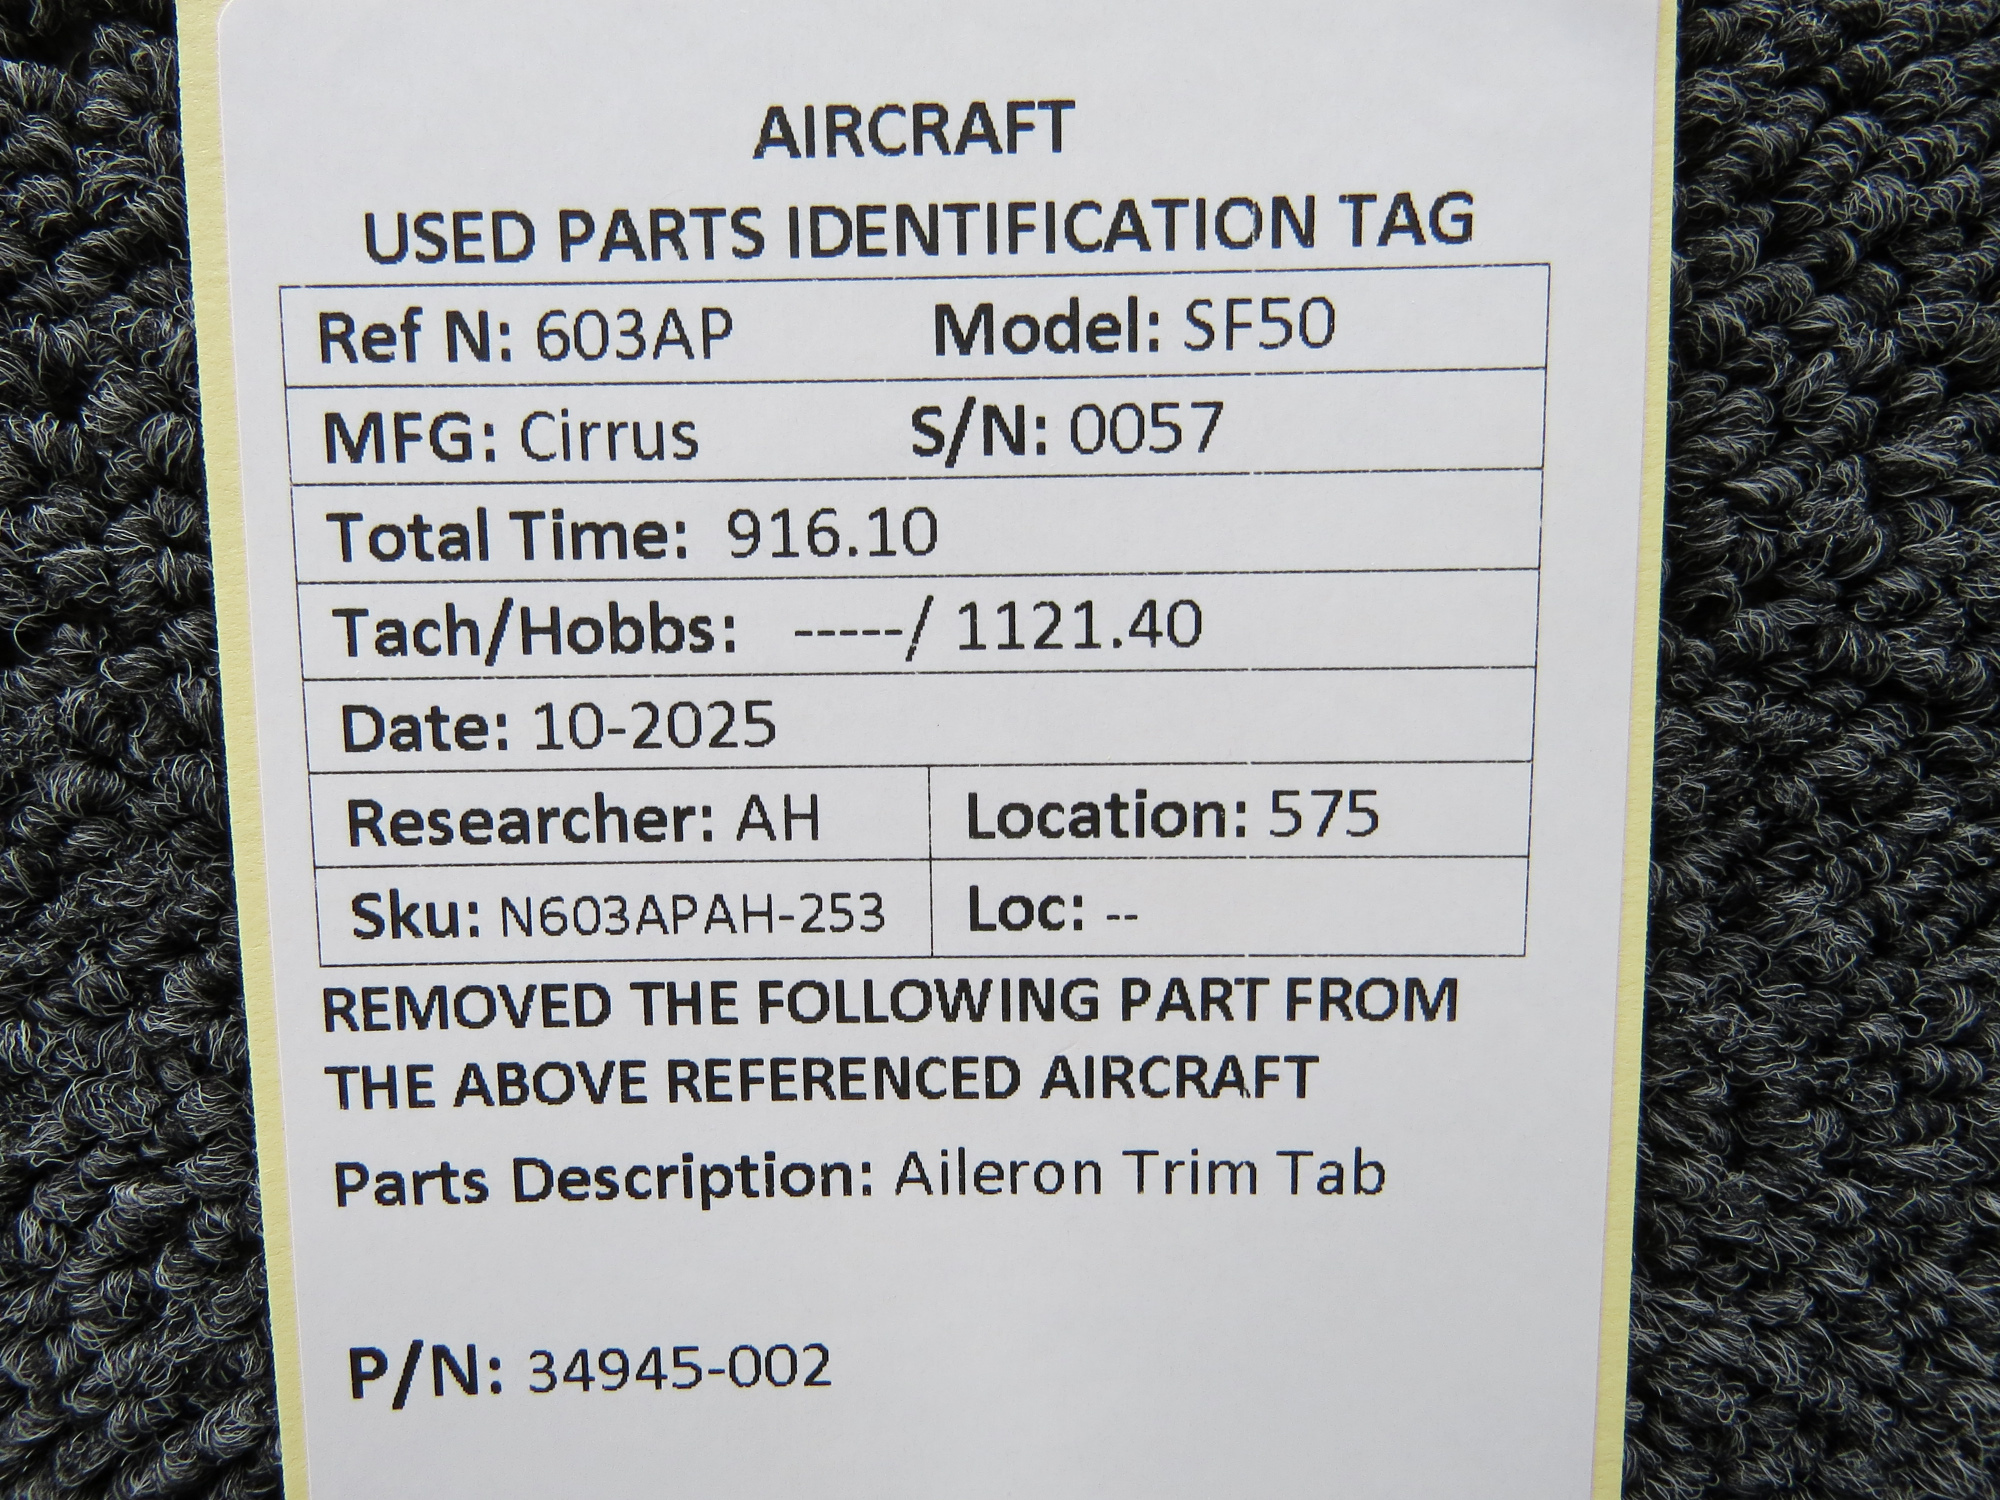 AIRCRAFT
USED PARTS IDENTIFICATION TAG
Ref N: 603AP Model: SF50
MFG: Cirrus S/N: 0057
Total Time: 916.10
Tach/Hobbs: -----/ 1121.40
Date: 10-2025
Researcher: AH Location: 575
Sku: N603APAH-253 Loc: --
REMOVED THE FOLLOWING PART FROM
THE ABOVE REFERENCED AIRCRAFT
Parts Description: Aileron Trim Tab
P/N: 34945-002